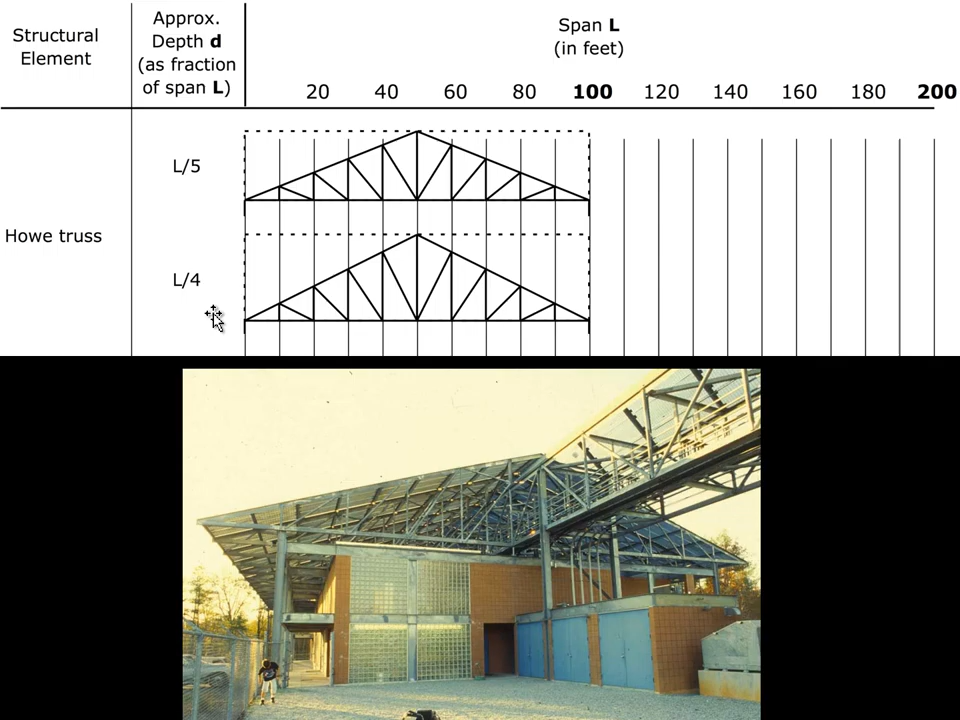 Structural
Element
Approx.
Depth d
(as fraction
of span L)
Span L
(in feet)
20 40 60 80 100 120 140 160 180 200
L/5
Howe truss
L/4